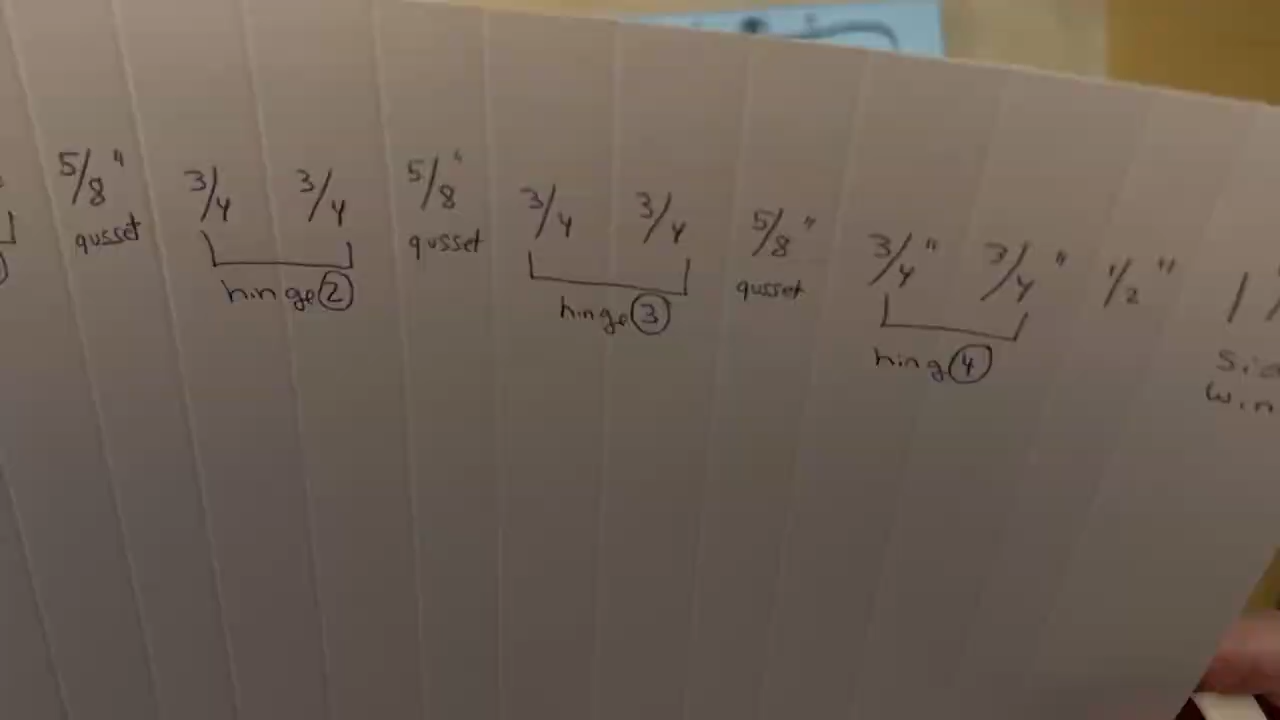 5/8" 3/4 3/4 5/8" 3/4 3/4 5/8" 3/4" 3/4" 1/2"
gusset gusset gusset
hinge 2 hinge 3 hing 4